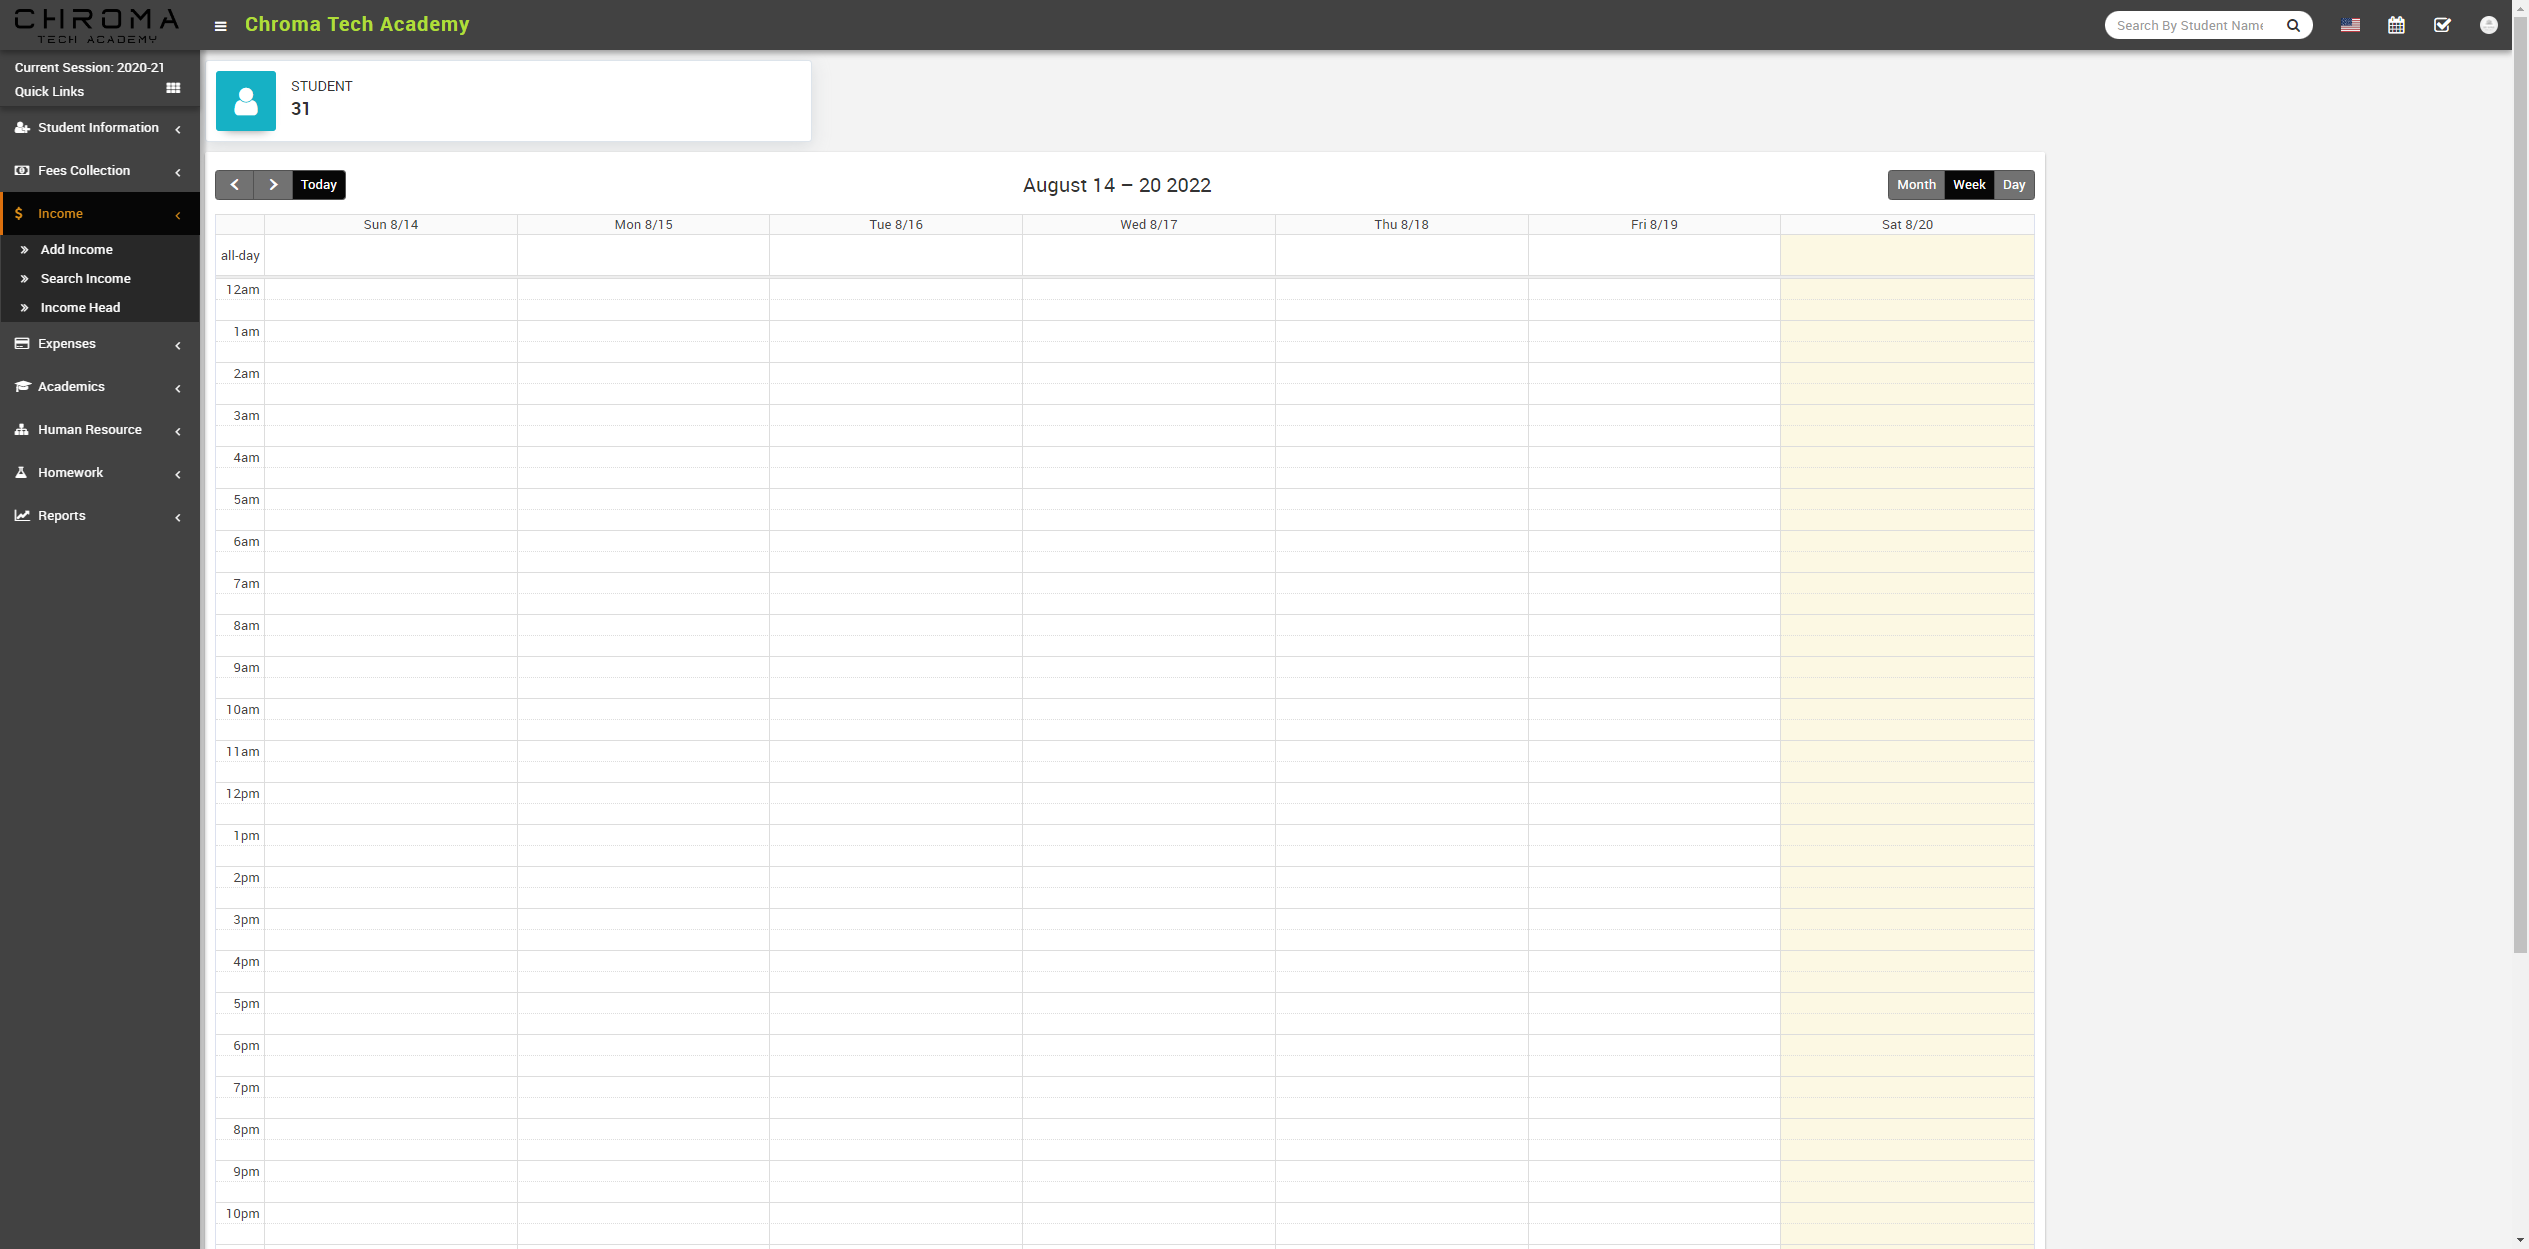 CHROMA
TECH ACADEMY
Chroma Tech Academy
Search By Student Name
Current Session: 2020-21
Quick Links
Student Information
Fees Collection
Income
Add Income
Search Income
Income Head
Expenses
Academics
Human Resource
Homework
Reports
STUDENT
31
Today
August 14 – 20 2022
Month Week Day
Sun 8/14 Mon 8/15 Tue 8/16 Wed 8/17 Thu 8/18 Fri 8/19 Sat 8/20
all-day
12am
1am
2am
3am
4am
5am
6am
7am
8am
9am
10am
11am
12pm
1pm
2pm
3pm
4pm
5pm
6pm
7pm
8pm
9pm
10pm